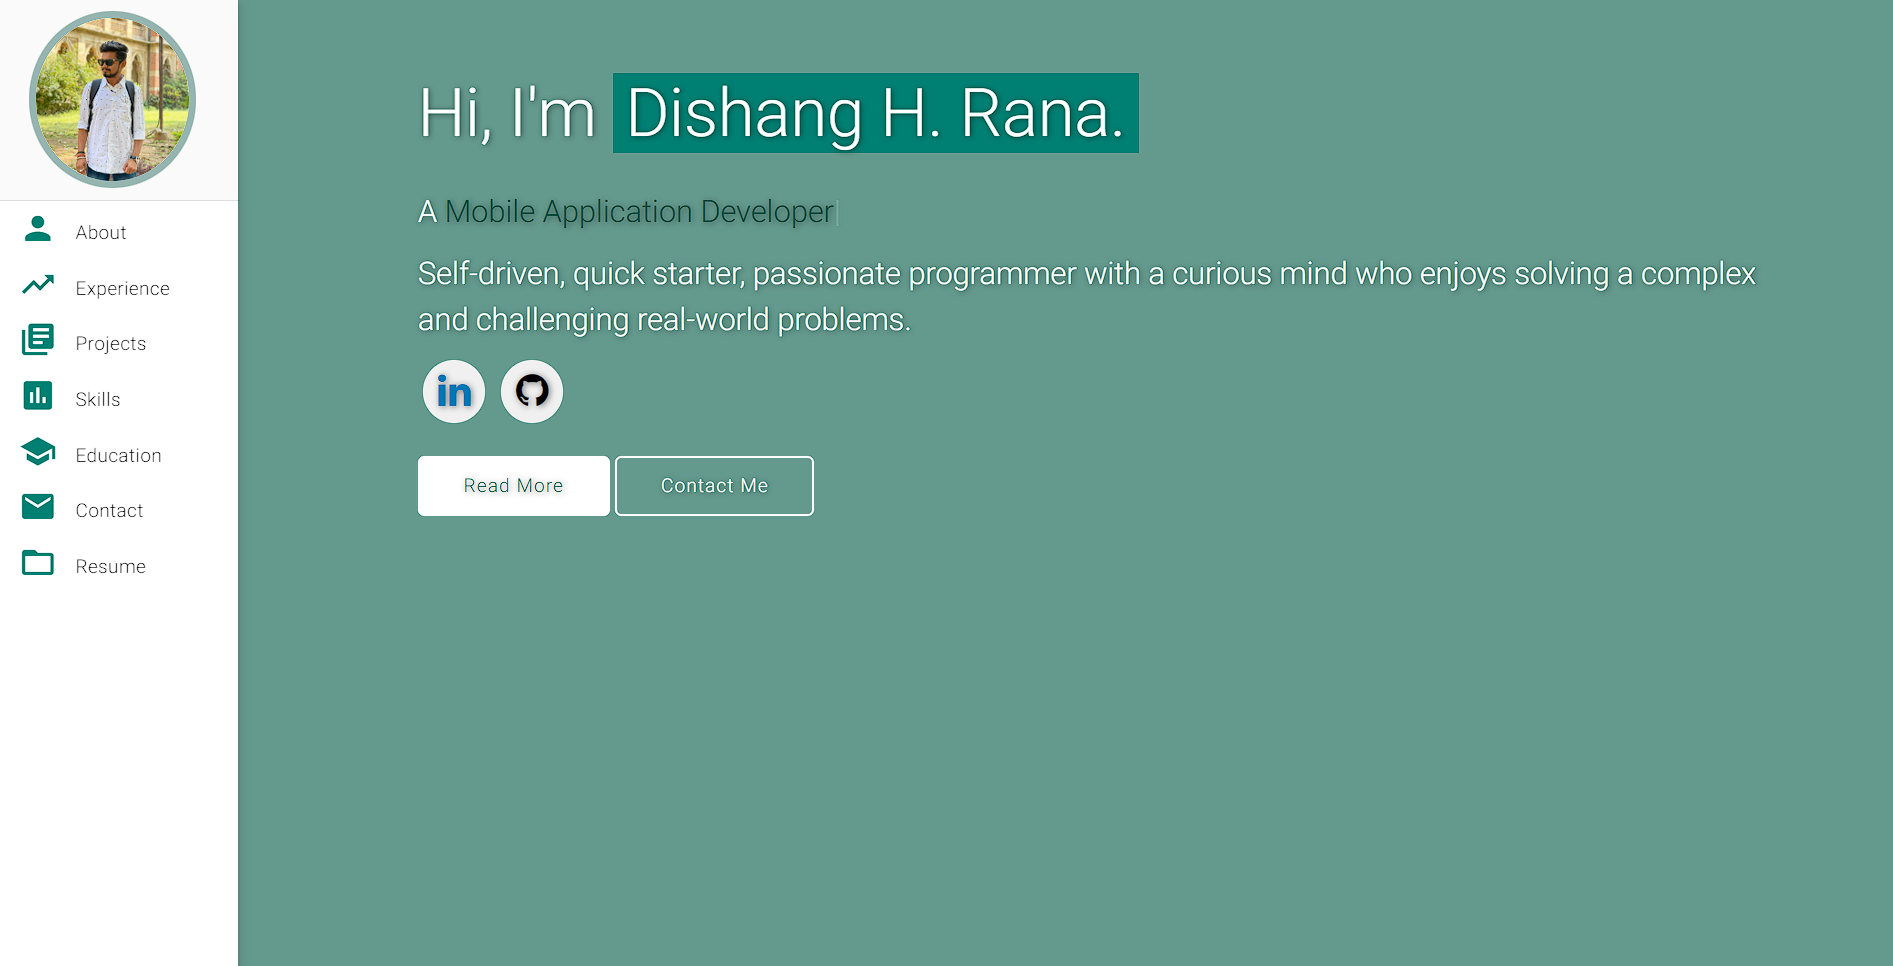 About
Experience
Projects
Skills
Education
Contact
Resume
Hi, I'm Dishang H. Rana.
A Mobile Application Developer
Self-driven, quick starter, passionate programmer with a curious mind who enjoys solving a complex
and challenging real-world problems.
in
Read More Contact Me